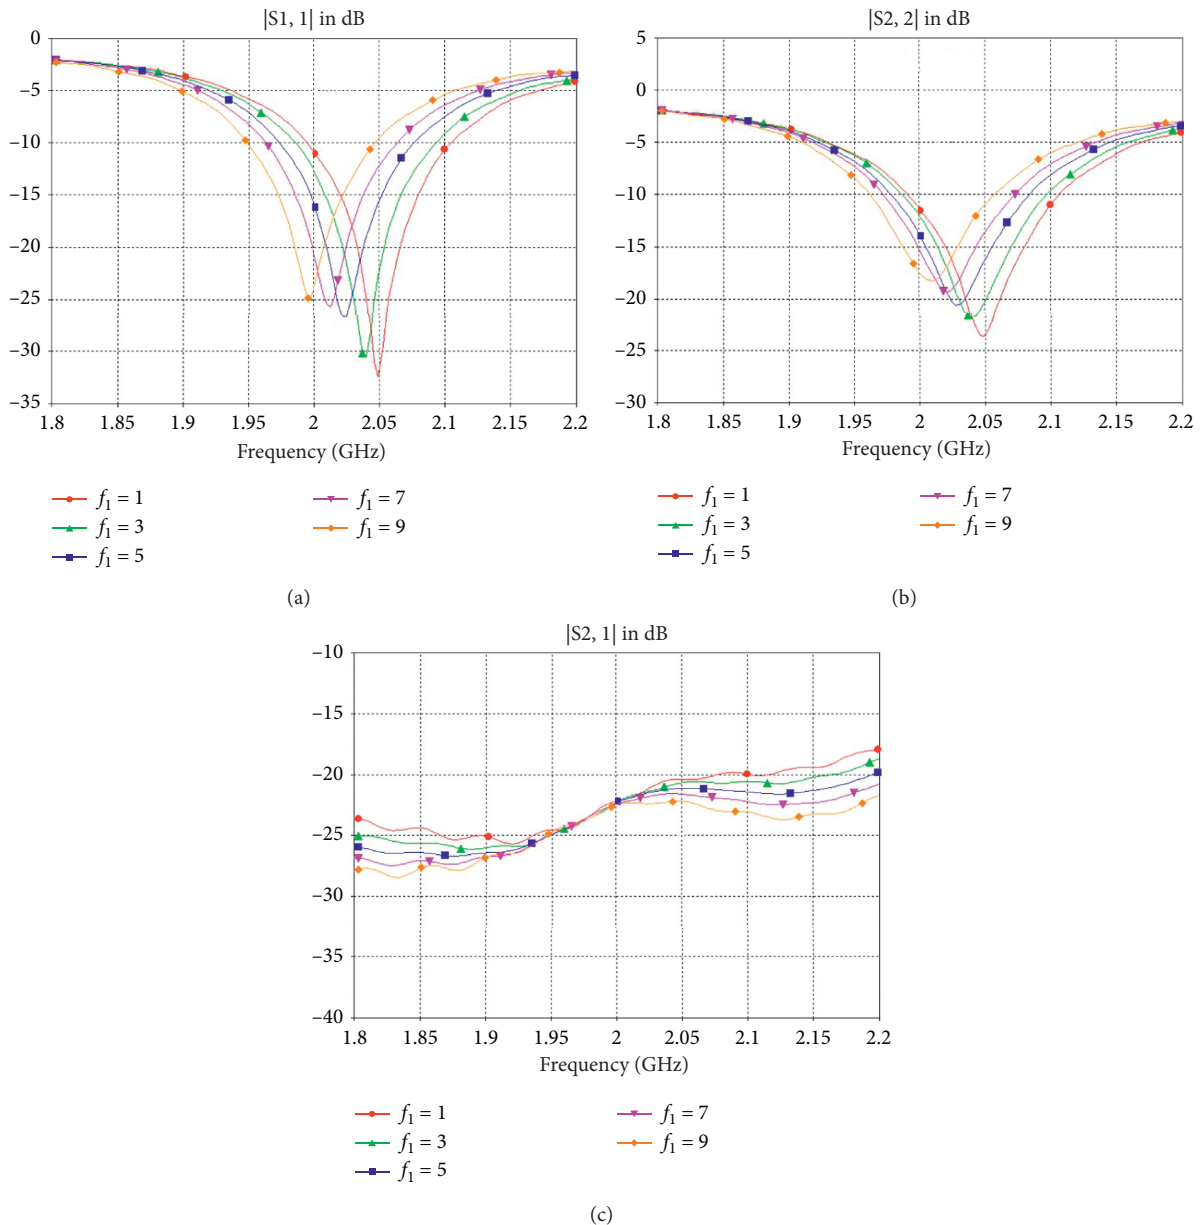 |S1, 1| in dB
0
−5
−10
−15
−20
−25
−30
−35
1.8 1.85 1.9 1.95 2 2.05 2.1 2.15 2.2
Frequency (GHz)
f1 = 1
f1 = 3
f1 = 5
f1 = 7
f1 = 9
(a)
|S2, 2| in dB
5
0
−5
−10
−15
−20
−25
−30
1.8 1.85 1.9 1.95 2 2.05 2.1 2.15 2.2
Frequency (GHz)
f1 = 1
f1 = 3
f1 = 5
f1 = 7
f1 = 9
(b)
|S2, 1| in dB
−10
−15
−20
−25
−30
−35
−40
1.8 1.85 1.9 1.95 2 2.05 2.1 2.15 2.2
Frequency (GHz)
f1 = 1
f1 = 3
f1 = 5
f1 = 7
f1 = 9
(c)